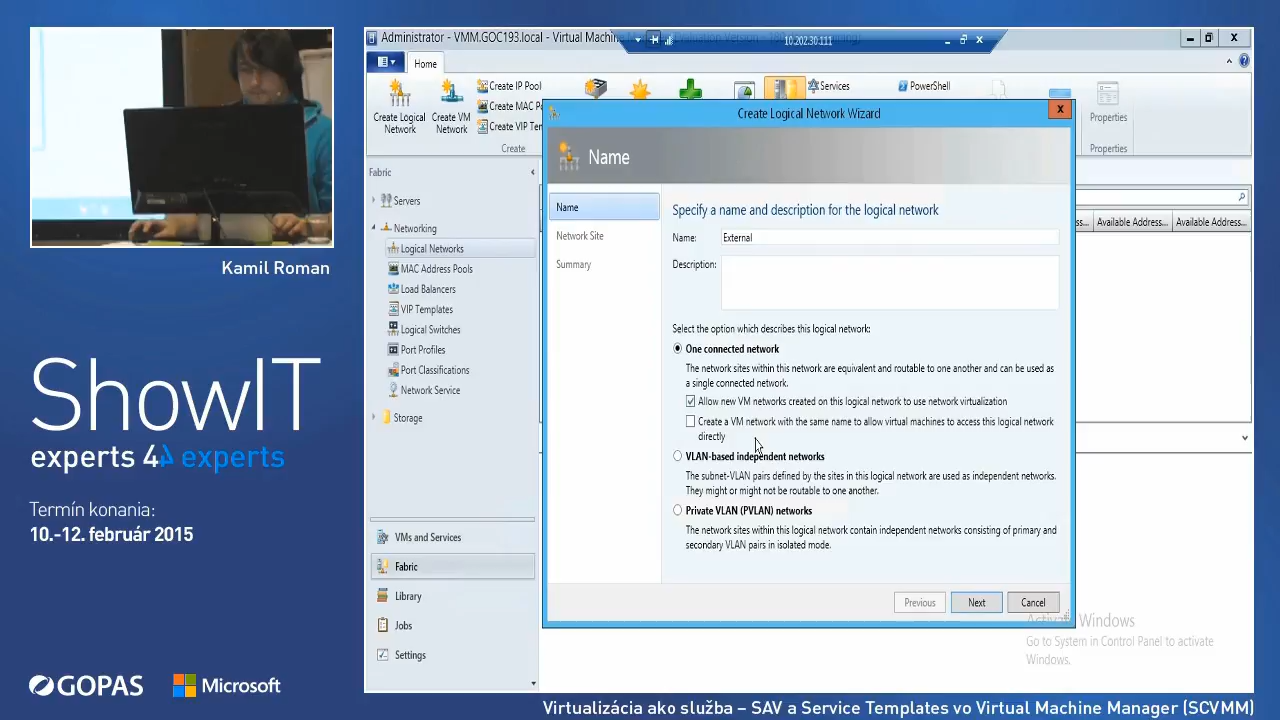 Kamil Roman
ShowIT
experts 4 experts
Termín konania:
10.-12. február 2015
GOPAS
Microsoft
Administrator - VMM.GOC193.local - Virtual Machin
10.202.30.111
Home
Create Logical
Network
Create VM
Network
Create IP Pool
Create MAC P
Create VIP Tem
Create
Services
PowerShell
Properties
Properties
Fabric
Servers
Networking
Logical Networks
MAC Address Pools
Load Balancers
VIP Templates
Logical Switches
Port Profiles
Port Classifications
Network Service
Storage
VMs and Services
Fabric
Library
Jobs
Settings
Available Address...
Available Address...
Create Logical Network Wizard
Name
Name
Network Site
Summary
Specify a name and description for the logical network
Name:
External
Description:
Select the option which describes this logical network:
One connected network
The network sites within this network are equivalent and routable to one another and can be used as
a single connected network.
Allow new VM networks created on this logical network to use network virtualization
Create a VM network with the same name to allow virtual machines to access this logical network
directly
VLAN-based independent networks
The subnet-VLAN pairs defined by the sites in this logical network are used as independent networks.
They might or might not be routable to one another.
Private VLAN (PVLAN) networks
The network sites within this logical network contain independent networks consisting of primary and
secondary VLAN pairs in isolated mode.
Previous
Next
Cancel
Activate Windows
Go to System in Control Panel to activate
Windows.
Virtualizácia ako služba – SAV a Service Templates vo Virtual Machine Manager (SCVMM)